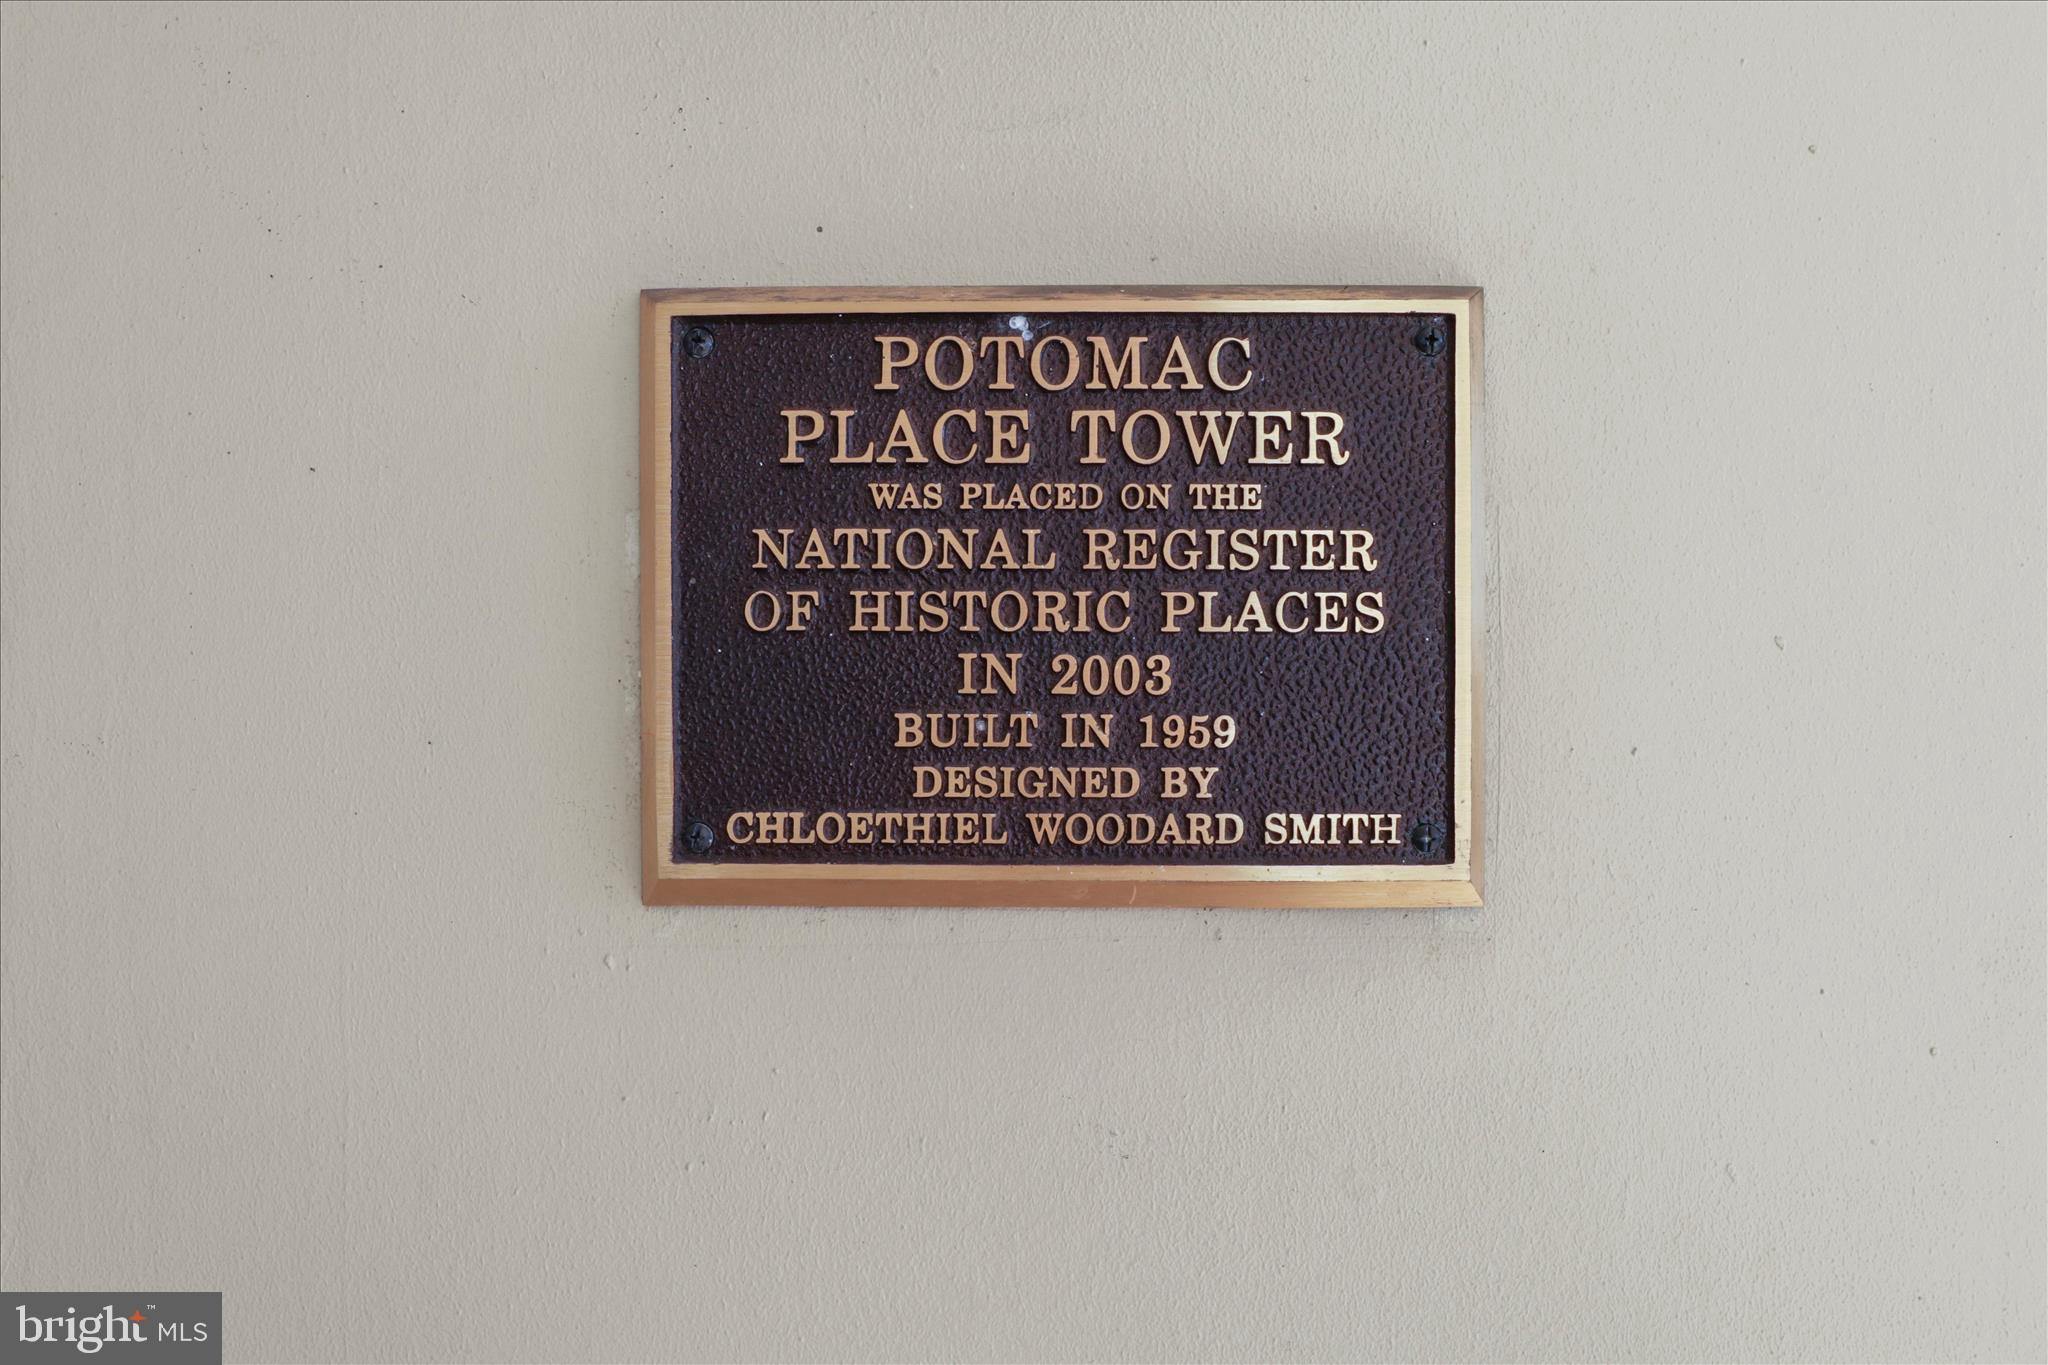 POTOMAC
PLACE TOWER
WAS PLACED ON THE
NATIONAL REGISTER
OF HISTORIC PLACES
IN 2003
BUILT IN 1959
DESIGNED BY
CHLOETHIEL WOODARD SMITH
bright™ MLS